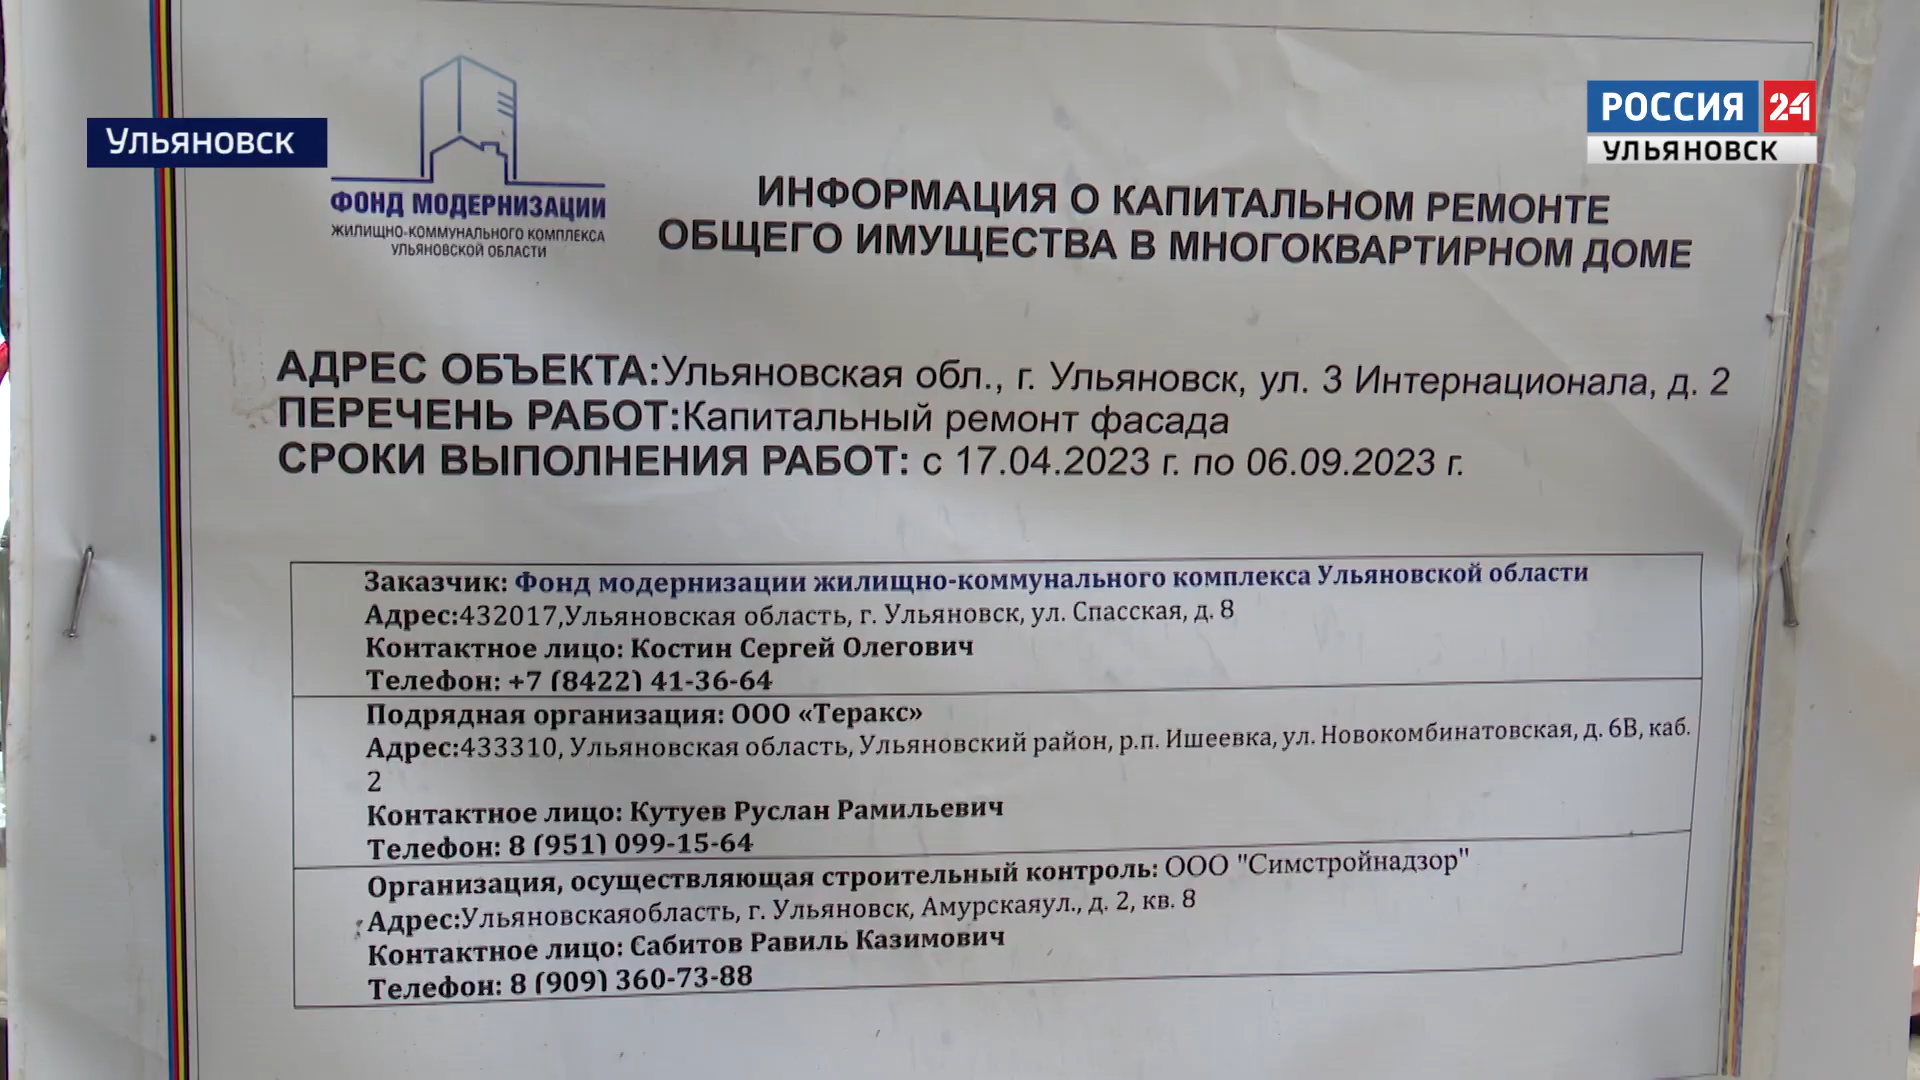 Ульяновск
РОССИЯ 24
УЛЬЯНОВСК
ФОНД МОДЕРНИЗАЦИИ
ЖИЛИЩНО-КОММУНАЛЬНОГО КОМПЛЕКСА
УЛЬЯНОВСКОЙ ОБЛАСТИ
ИНФОРМАЦИЯ О КАПИТАЛЬНОМ РЕМОНТЕ
ОБЩЕГО ИМУЩЕСТВА В МНОГОКВАРТИРНОМ ДОМЕ
АДРЕС ОБЪЕКТА:Ульяновская обл., г. Ульяновск, ул. 3 Интернационала, д. 2
ПЕРЕЧЕНЬ РАБОТ:Капитальный ремонт фасада
СРОКИ ВЫПОЛНЕНИЯ РАБОТ: с 17.04.2023 г. по 06.09.2023 г.
Заказчик: Фонд модернизации жилищно-коммунального комплекса Ульяновской области
Адрес:432017,Ульяновская область, г. Ульяновск, ул. Спасская, д. 8
Контактное лицо: Костин Сергей Олегович
Телефон: +7 (8422) 41-36-64
Подрядная организация: ООО «Теракс»
Адрес:433310, Ульяновская область, Ульяновский район, р.п. Ишеевка, ул. Новокомбинатовская, д. 6В, каб.
2
Контактное лицо: Кутуев Руслан Рамильевич
Телефон: 8 (951) 099-15-64
Организация, осуществляющая строительный контроль: ООО "Симстройнадзор"
Адрес:Ульяновскаяобласть, г. Ульяновск, Амурскаяул., д. 2, кв. 8
Контактное лицо: Сабитов Равиль Казимович
Телефон: 8 (909) 360-73-88